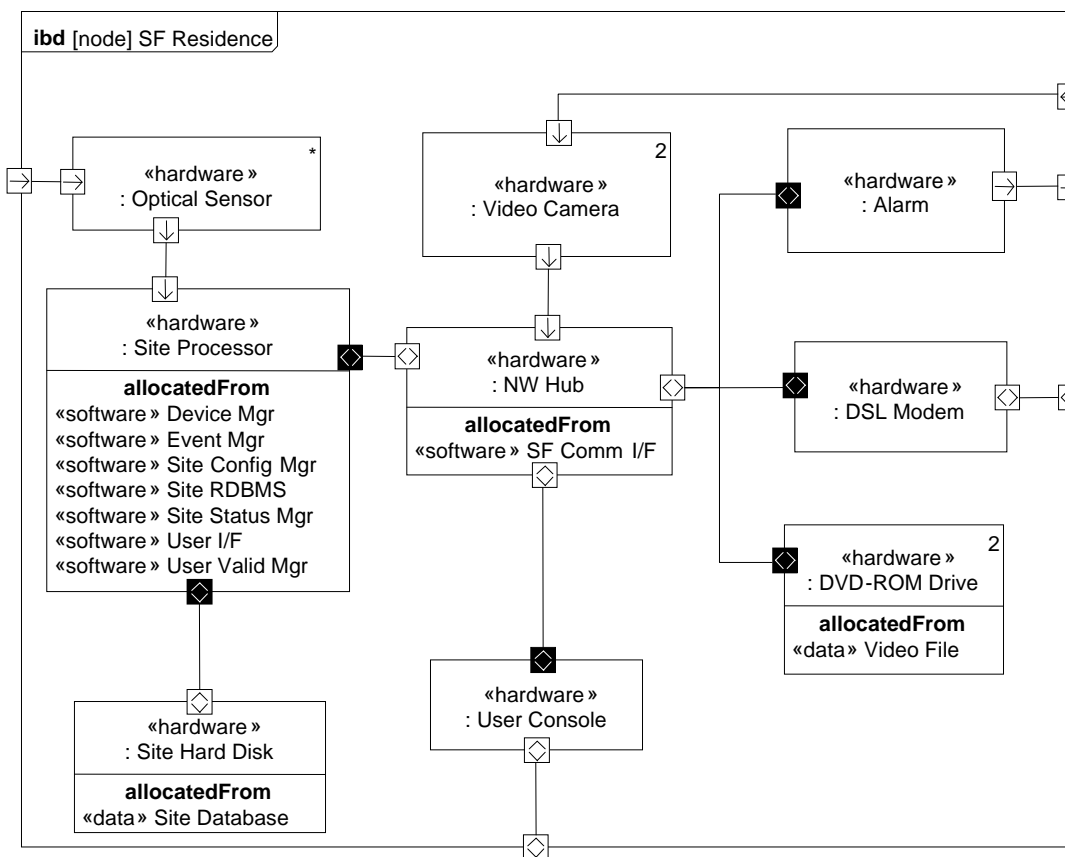 ibd [node] SF Residence
*
«hardware»
: Optical Sensor
2
«hardware»
: Video Camera
«hardware»
: Alarm
«hardware»
: Site Processor
allocatedFrom
«software» Device Mgr
«software» Event Mgr
«software» Site Config Mgr
«software» Site RDBMS
«software» Site Status Mgr
«software» User I/F
«software» User Valid Mgr
«hardware»
: NW Hub
allocatedFrom
«software» SF Comm I/F
«hardware»
: DSL Modem
2
«hardware»
: DVD-ROM Drive
allocatedFrom
«data» Video File
«hardware»
: Site Hard Disk
allocatedFrom
«data» Site Database
«hardware»
: User Console